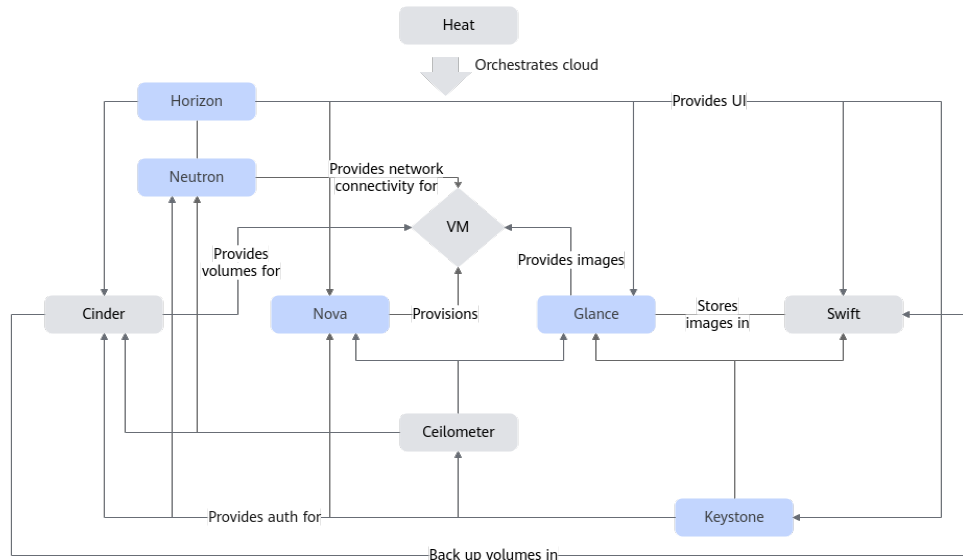 Heat
Orchestrates cloud
Horizon
Provides UI
Neutron
Provides network
connectivity for
VM
Provides
volumes for
Provides images
Cinder
Nova
Provisions
Glance
Stores
images in
Swift
Ceilometer
Provides auth for
Keystone
Back up volumes in